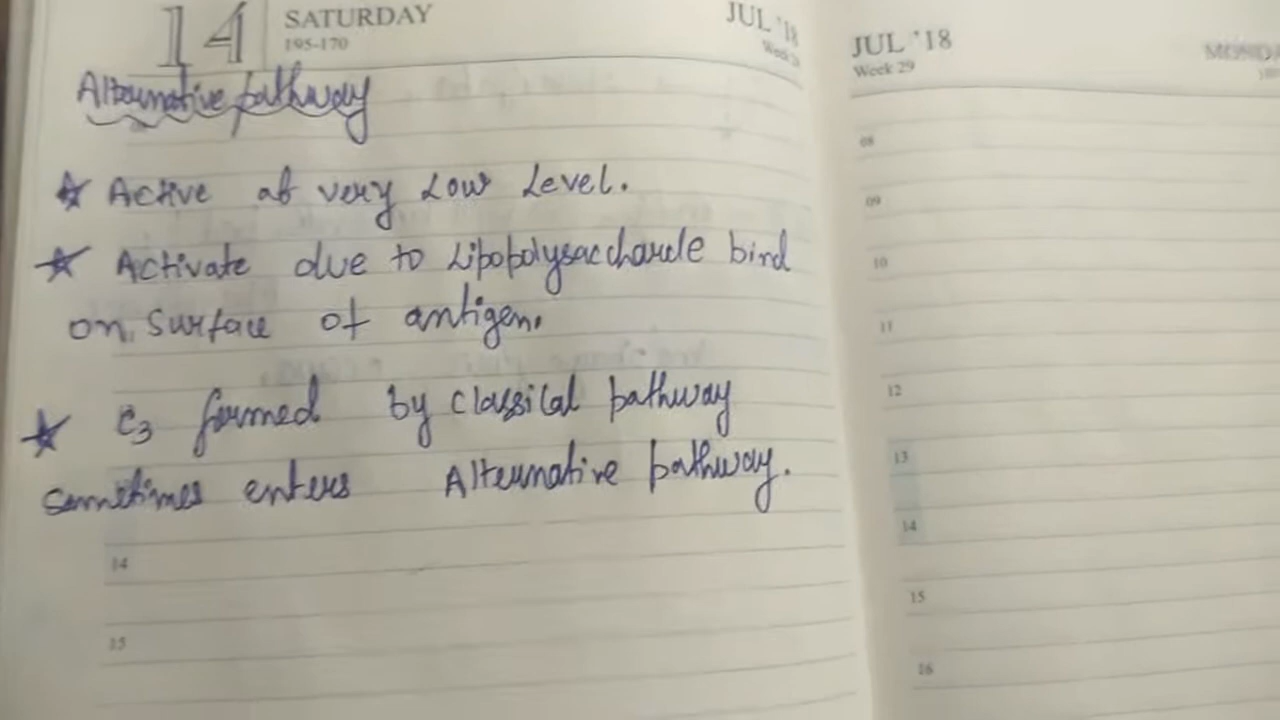 14 SATURDAY JUL '18
195-170
Alternative pathway
☆ Active at very Low Level.
☆ Activate due to Lipopolysaccharide bind
on surface of antigen.
☆ C3 formed by classical pathway
sometimes enters Alternative pathway.
14
15
JUL '18
Week 29
08
09
10
11
12
13
14
15
16